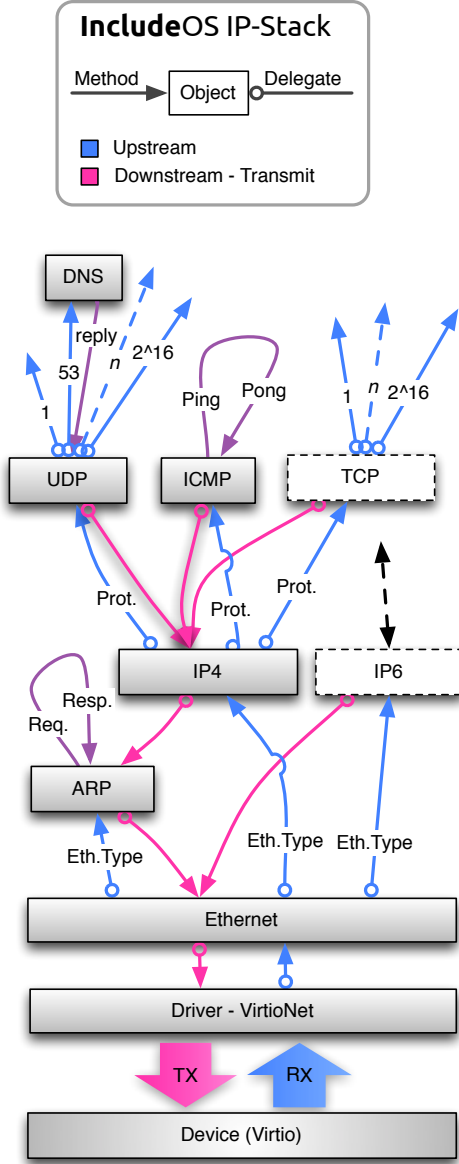 IncludeOS IP-Stack
Method
Object
Delegate
Upstream
Downstream - Transmit
DNS
reply
n
2^16
53
1
Ping
Pong
1
n
2^16
UDP
ICMP
TCP
Prot.
Prot.
Prot.
IP4
IP6
Resp.
Req.
ARP
Eth.Type
Eth.Type
Eth.Type
Ethernet
Driver - VirtioNet
TX
RX
Device (Virtio)